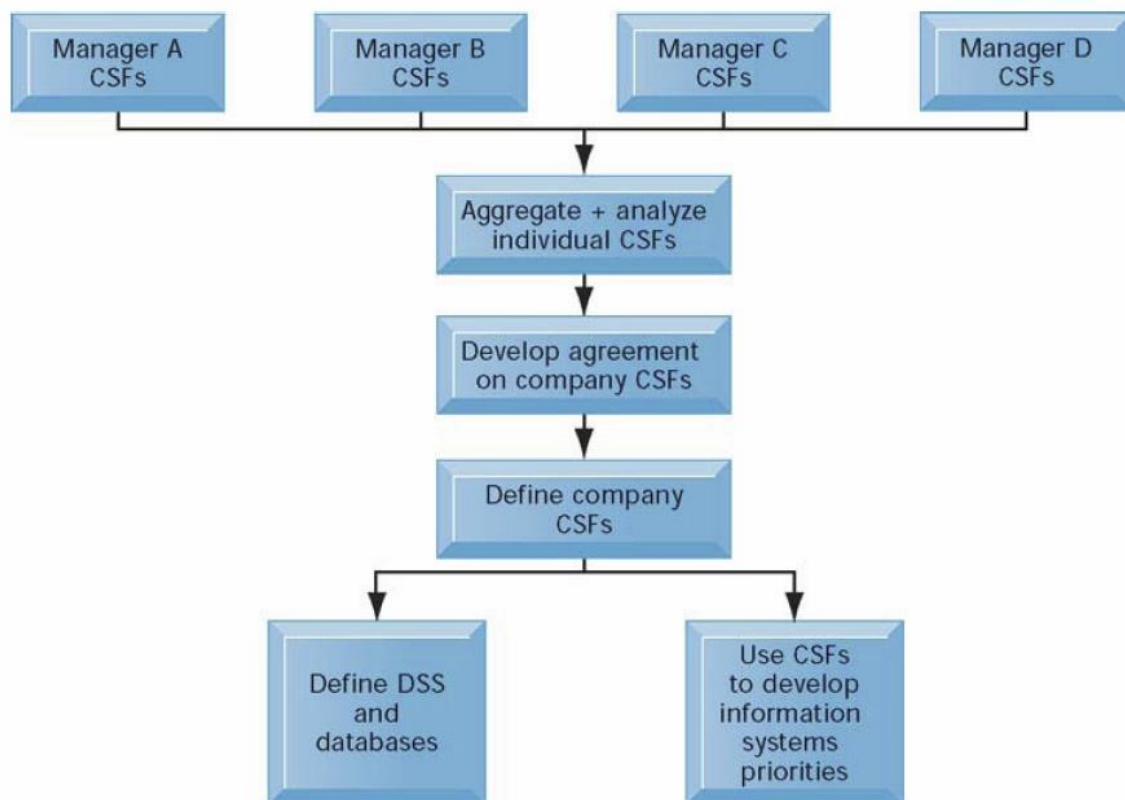 Manager A
CSFs
Manager B
CSFs
Manager C
CSFs
Manager D
CSFs
Aggregate + analyze
individual CSFs
Develop agreement
on company CSFs
Define company
CSFs
Define DSS
and
databases
Use CSFs
to develop
information
systems
priorities